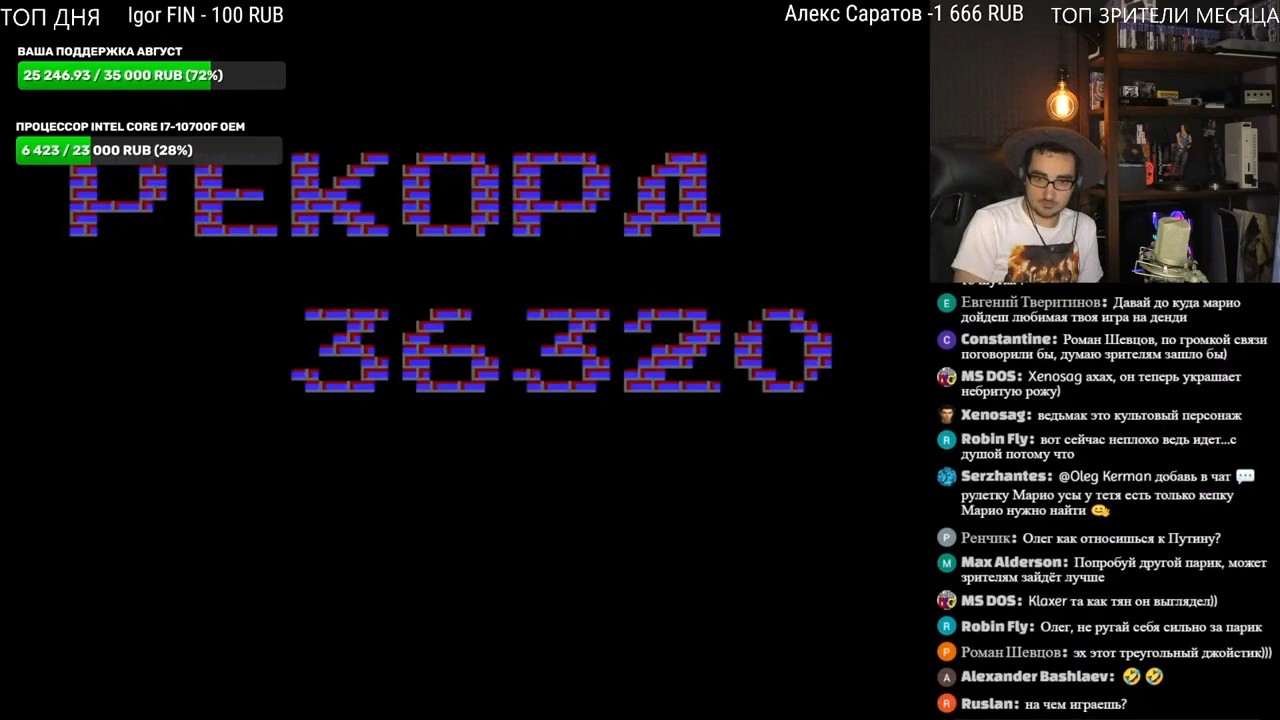 ТОП ДНЯ
Igor FIN - 100 RUB
Алекс Саратов -1 666 RUB
ТОП ЗРИТЕЛИ МЕСЯЦА
ВАША ПОДДЕРЖКА АВГУСТ
25 246.93 / 35 000 RUB (72%)
ПРОЦЕССОР INTEL CORE I7-10700F OEM
6 423 / 23 000 RUB (28%)
РЕКОРД
36320
Евгений Тверитинов: Давай до куда марио
дойдеш любимая твоя игра на денди
Constantine: Роман Шевцов, по громкой связи
поговорили бы, думаю зрителям зашло бы)
MS DOS: Xenosag ахах, он теперь украшает
небритую рожу)
Xenosag: ведьмак это культовый персонаж
Robin Fly: вот сейчас неплохо ведь идет...с
душой потому что
Serzhantes: @Oleg Kerman добавь в чат 💬
рулетку Марио усы у тетя есть только кепку
Марио нужно найти
Ренчик: Олег как относишься к Путину?
Max Alderson: Попробуй другой парик, может
зрителям зайдёт лучше
MS DOS: Klaxer та как тян он выглядел))
Robin Fly: Олег, не ругай себя сильно за парик
Роман Шевцов: эх этот треугольный джойстик)))
Alexander Bashlaev: 🤣 🤣
Ruslan: на чем играешь?